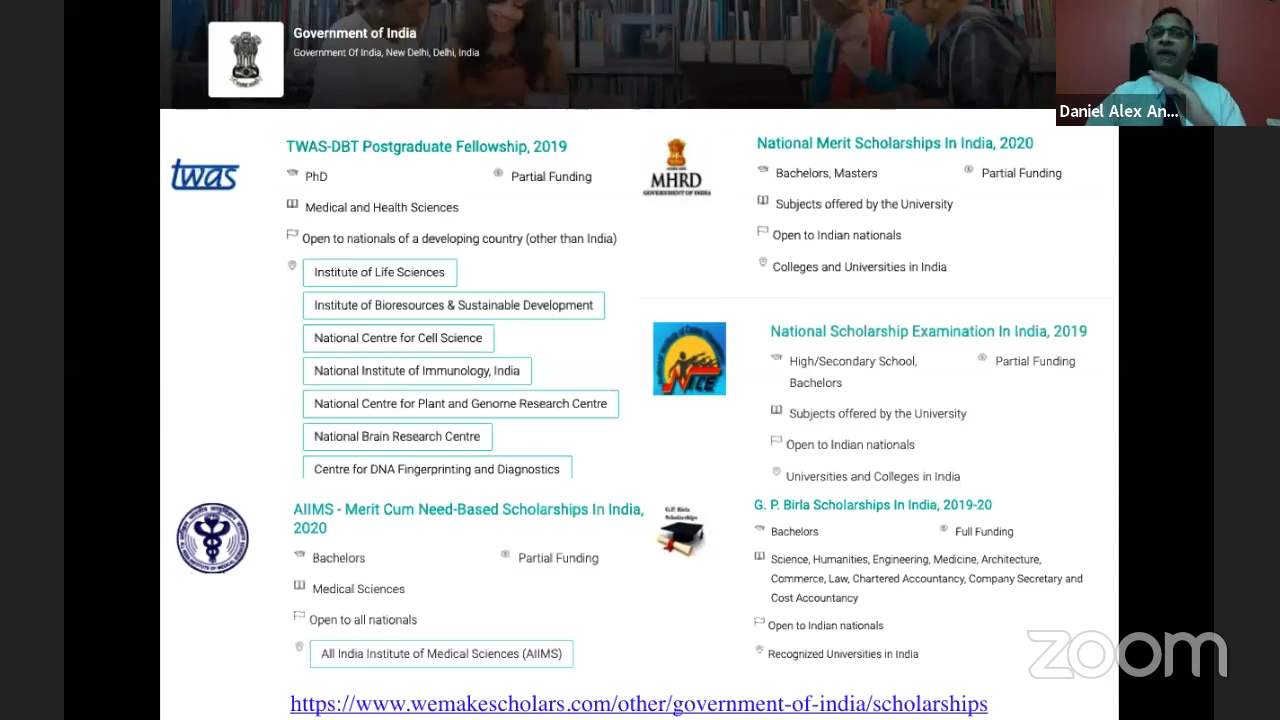 Government of India
Government Of India, New Delhi, Delhi, India
Daniel Alex An...
twas
TWAS-DBT Postgraduate Fellowship, 2019
PhD
Partial Funding
Medical and Health Sciences
Open to nationals of a developing country (other than India)
Institute of Life Sciences
Institute of Bioresources & Sustainable Development
National Centre for Cell Science
National Institute of Immunology, India
National Centre for Plant and Genome Research Centre
National Brain Research Centre
Centre for DNA Fingerprinting and Diagnostics
MHRD
GOVERNMENT OF INDIA
National Merit Scholarships In India, 2020
Bachelors, Masters
Partial Funding
Subjects offered by the University
Open to Indian nationals
Colleges and Universities in India
NICE
National Scholarship Examination In India, 2019
High/Secondary School,
Bachelors
Partial Funding
Subjects offered by the University
Open to Indian nationals
Universities and Colleges in India
AIIMS - Merit Cum Need-Based Scholarships In India,
2020
Bachelors
Partial Funding
Medical Sciences
Open to all nationals
All India Institute of Medical Sciences (AIIMS)
G.P. Birla
Scholarships
G. P. Birla Scholarships In India, 2019-20
Bachelors
Full Funding
Science, Humanities, Engineering, Medicine, Architecture,
Commerce, Law, Chartered Accountancy, Company Secretary and
Cost Accountancy
Open to Indian nationals
Recognized Universities in India
zoom
https://www.wemakescholars.com/other/government-of-india/scholarships